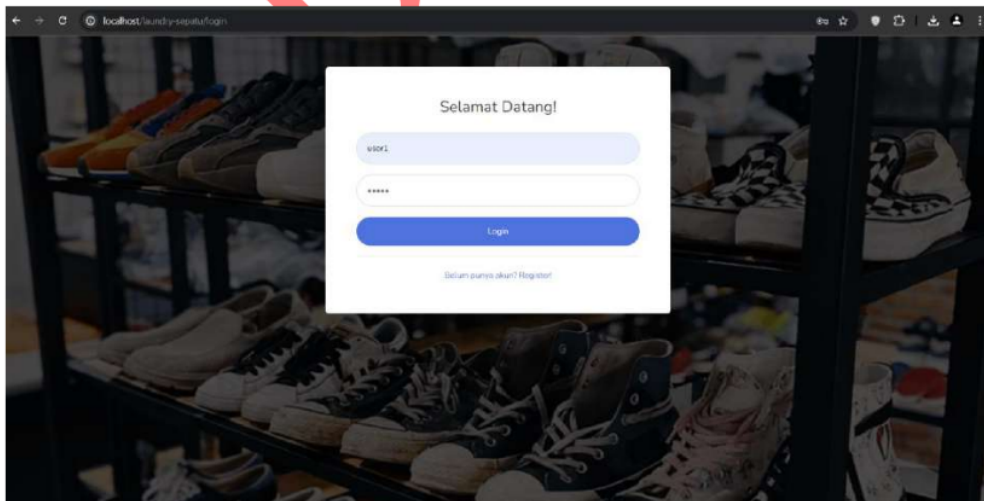 localhost/laundry-sepatu/login
Selamat Datang!
user1
•••••
Login
Belum punya akun? Register!